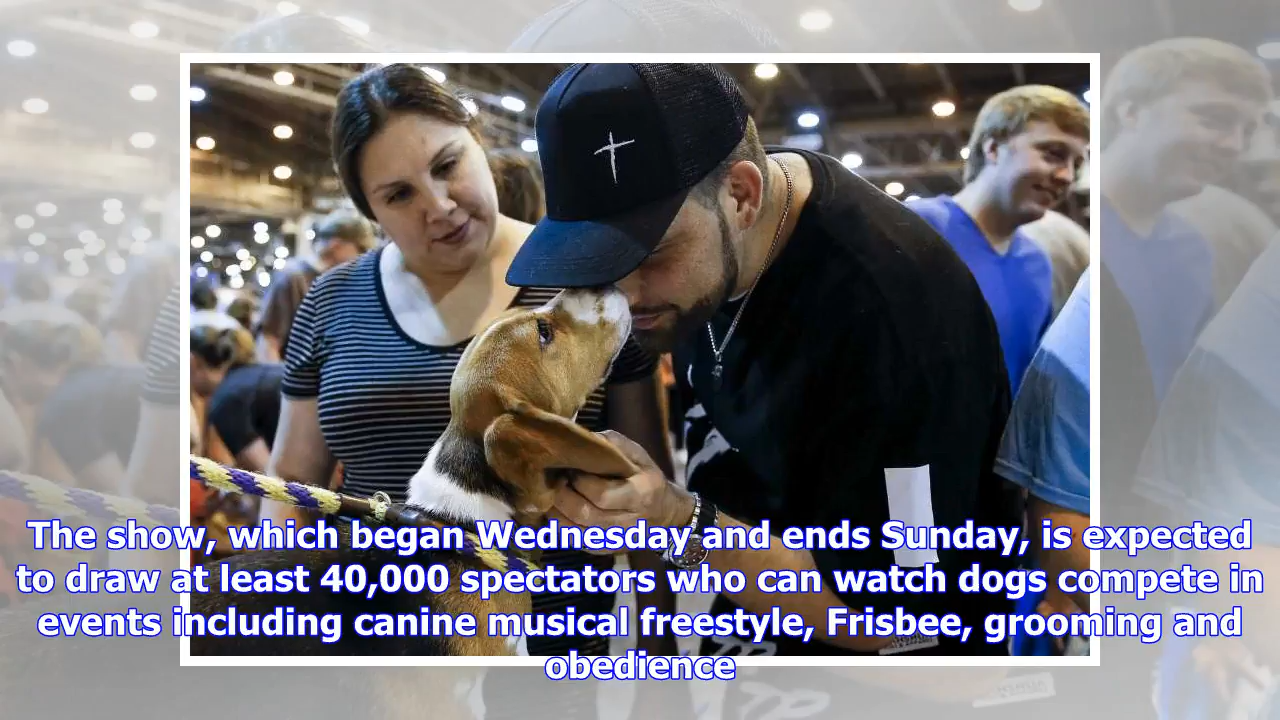 The show, which began Wednesday and ends Sunday, is expected
to draw at least 40,000 spectators who can watch dogs compete in
events including canine musical freestyle, Frisbee, grooming and
obedience